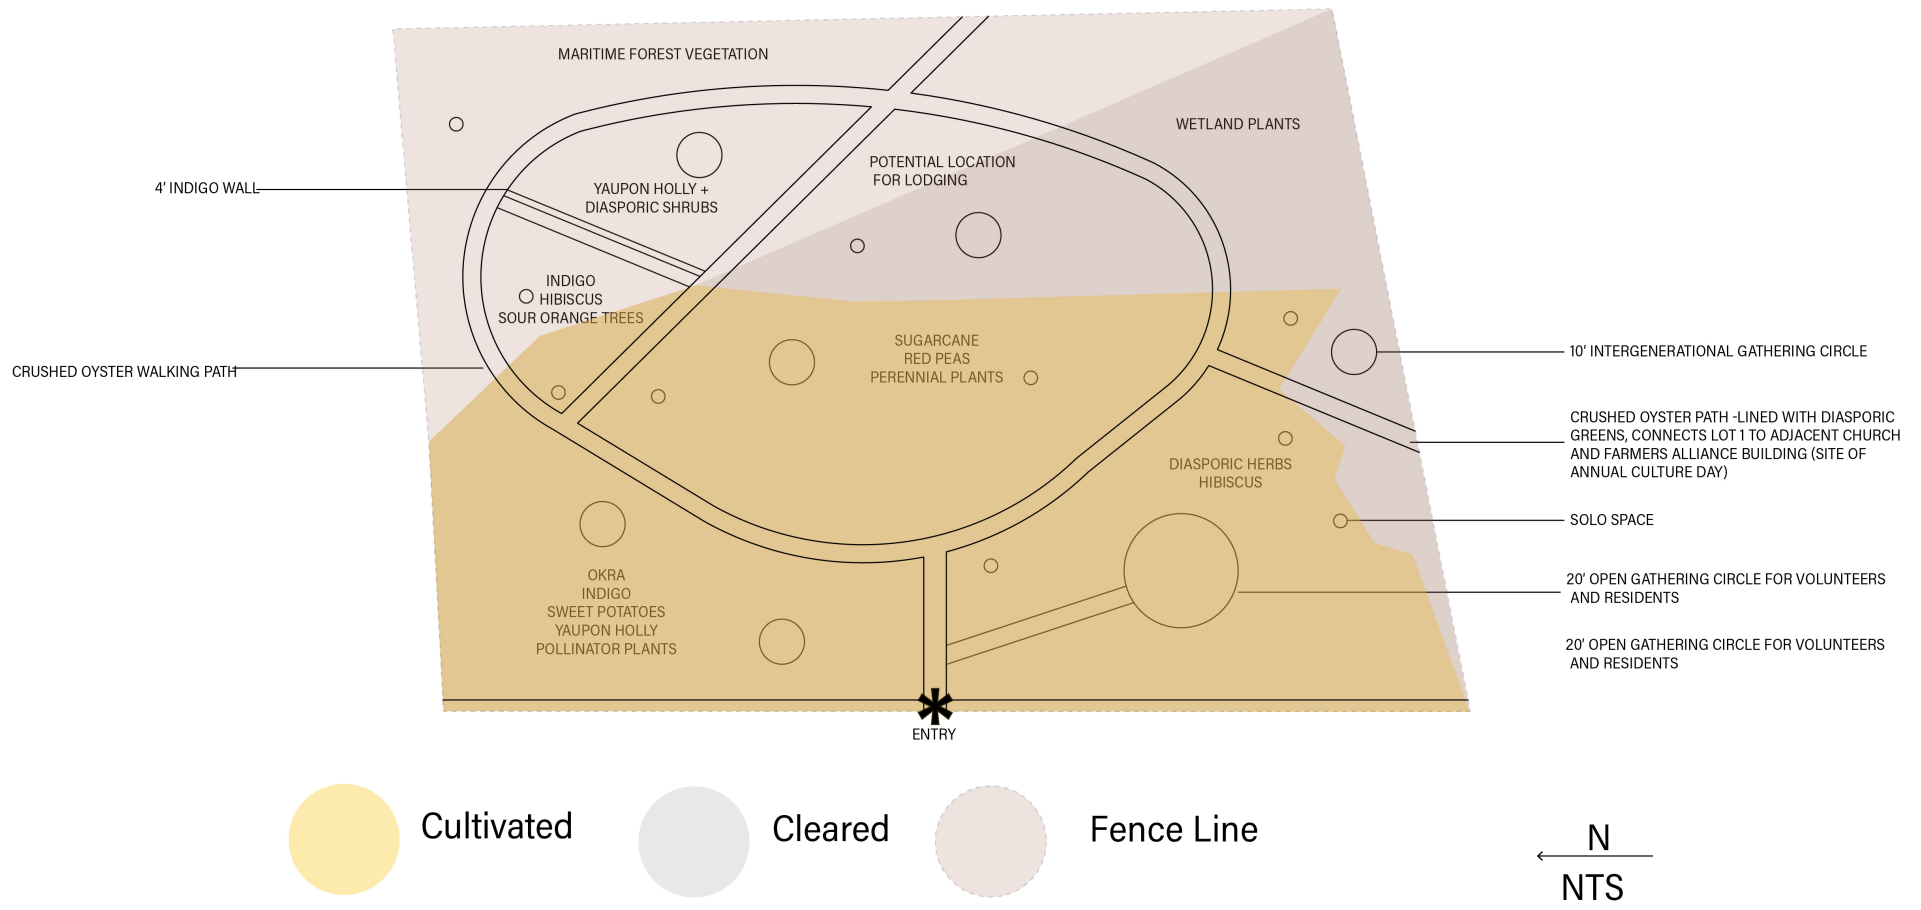 MARITIME FOREST VEGETATION
WETLAND PLANTS
POTENTIAL LOCATION
FOR LODGING
4' INDIGO WALL
YAUPON HOLLY +
DIASPORIC SHRUBS
INDIGO
HIBISCUS
SOUR ORANGE TREES
CRUSHED OYSTER WALKING PATH
SUGARCANE
RED PEAS
PERENNIAL PLANTS
10' INTERGENERATIONAL GATHERING CIRCLE
CRUSHED OYSTER PATH -LINED WITH DIASPORIC
GREENS, CONNECTS LOT 1 TO ADJACENT CHURCH
AND FARMERS ALLIANCE BUILDING (SITE OF
ANNUAL CULTURE DAY)
DIASPORIC HERBS
HIBISCUS
SOLO SPACE
OKRA
INDIGO
SWEET POTATOES
YAUPON HOLLY
POLLINATOR PLANTS
20' OPEN GATHERING CIRCLE FOR VOLUNTEERS
AND RESIDENTS
20' OPEN GATHERING CIRCLE FOR VOLUNTEERS
AND RESIDENTS
ENTRY
Cultivated
Cleared
Fence Line
N
NTS